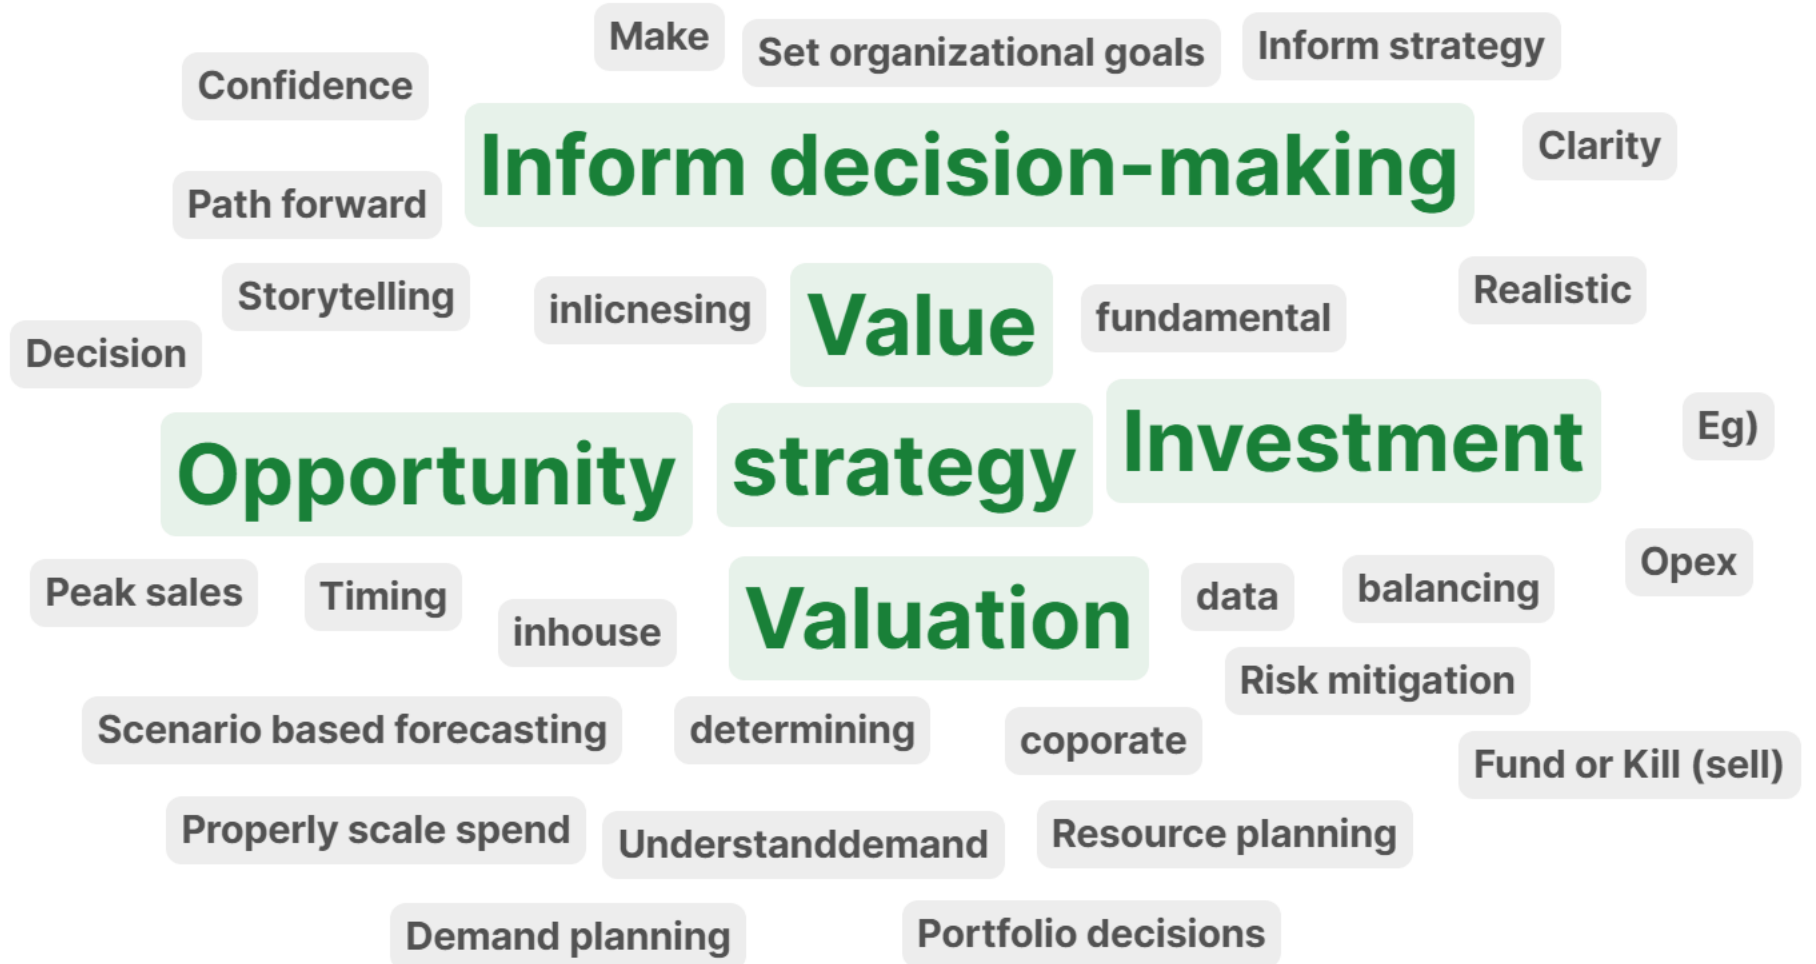 Make
Set organizational goals
Inform strategy
Confidence
Inform decision-making
Clarity
Path forward
Storytelling
inlicnesing
Value
fundamental
Realistic
Decision
Opportunity
strategy
Investment
Eg)
Peak sales
Timing
inhouse
Valuation
data
balancing
Opex
Risk mitigation
Scenario based forecasting
determining
coporate
Fund or Kill (sell)
Properly scale spend
Understanddemand
Resource planning
Demand planning
Portfolio decisions